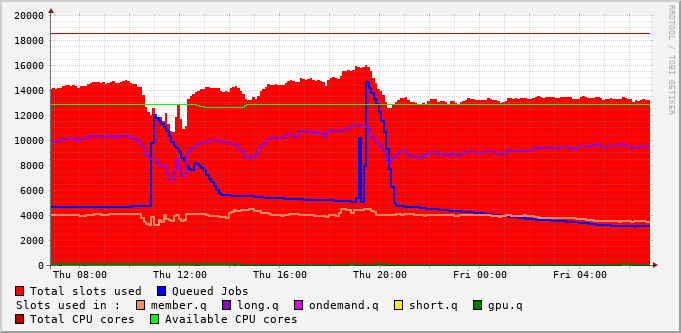 RRDTOOL / TOBI OETIKER
20000
18000
16000
14000
12000
10000
8000
6000
4000
2000
0
Thu 08:00 Thu 12:00 Thu 16:00 Thu 20:00 Fri 00:00 Fri 04:00
Total slots used Queued Jobs
Slots used in : member.q long.q ondemand.q short.q gpu.q
Total CPU cores Available CPU cores